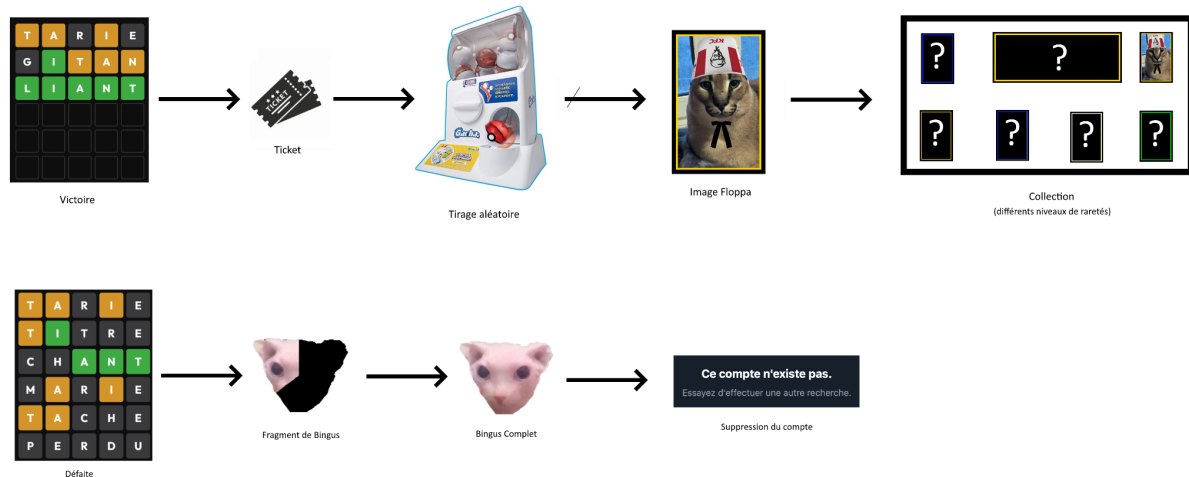 T A R I E
G I T A N
L I A N T
Victoire
TICKET
Ticket
Tirage aléatoire
KFC
Image Floppa
? ? 
? ? ? ?
Collection
(différents niveaux de raretés)
T A R I E
T I T R E
C H A N T
M A R I E
T A C H E
P E R D U
Défaite
Fragment de Bingus
Bingus Complet
Ce compte n'existe pas.
Essayez d'effectuer une autre recherche.
Suppression du compte